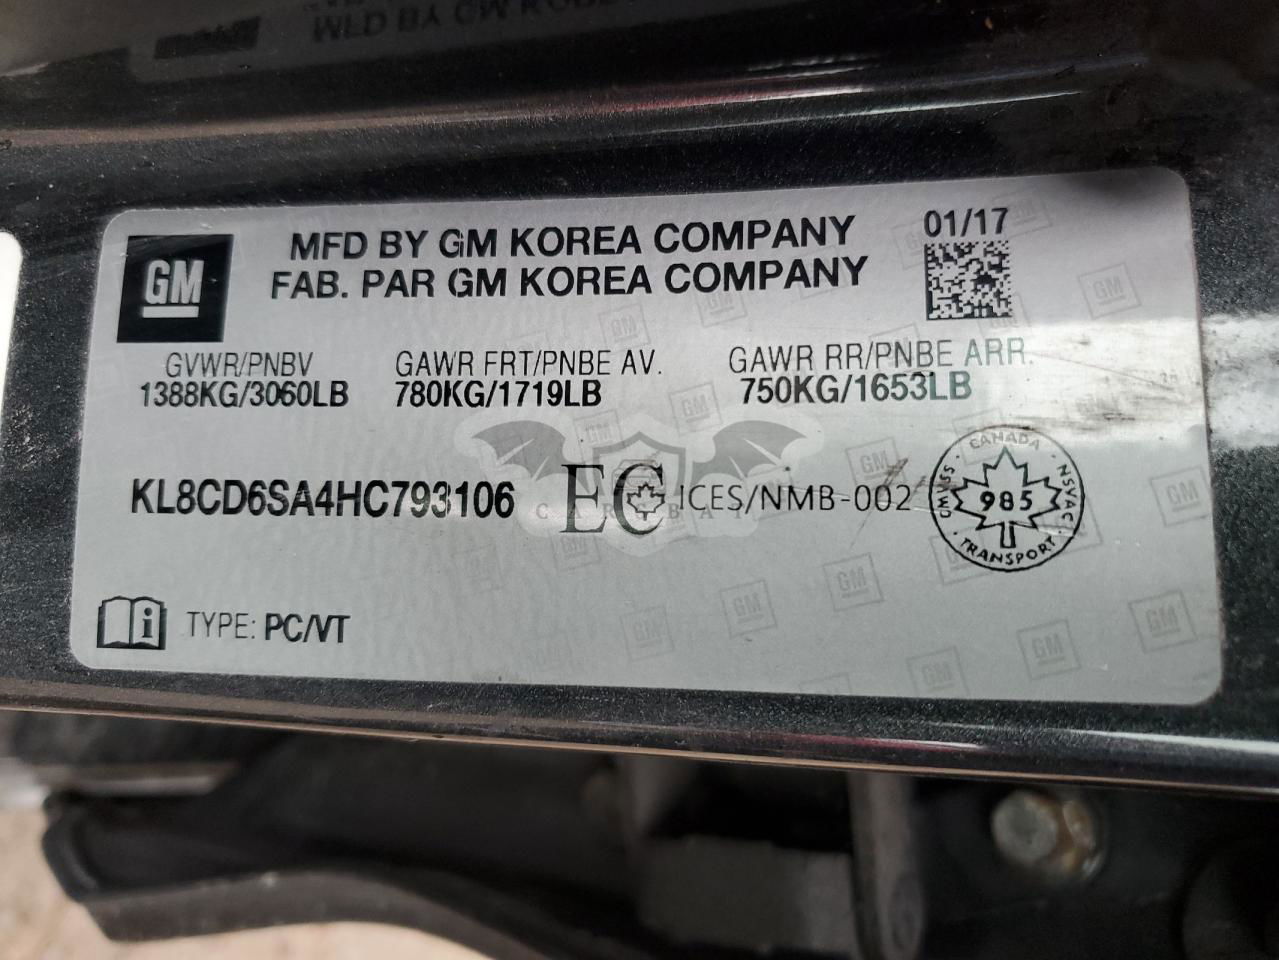 GM
MFD BY GM KOREA COMPANY
FAB. PAR GM KOREA COMPANY
01/17
GVWR/PNBV
1388KG/3060LB
GAWR FRT/PNBE AV.
780KG/1719LB
GAWR RR/PNBE ARR.
750KG/1653LB
KL8CD6SA4HC793106
EC ICES/NMB-002
CANADA
985
TRANSPORT
NSVAC
CARNBAT
TYPE: PC/VT